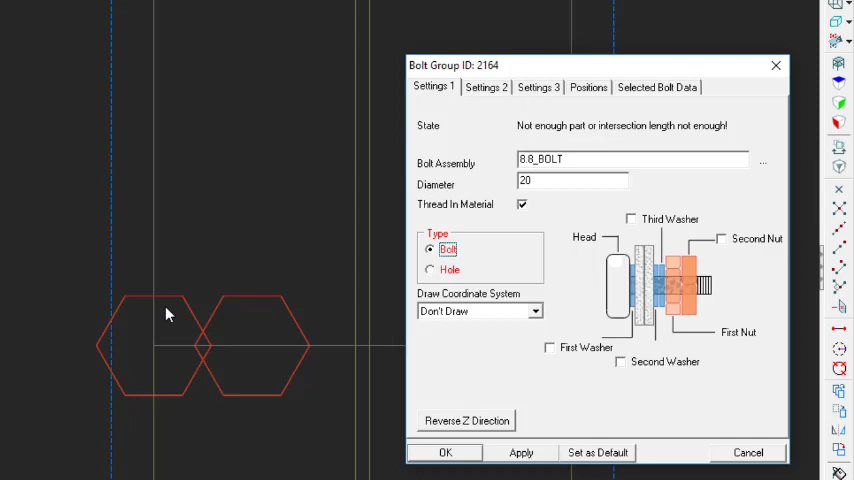 Bolt Group ID: 2164
Settings 1
Settings 2
Settings 3
Positions
Selected Bolt Data
State
Not enough part or intersection length not enough!
Bolt Assembly
8.8_BOLT
...
Diameter
20
Thread In Material
Third Washer
Type
Head
Second Nut
Bolt
Hole
Draw Coordinate System
Don't Draw
First Nut
First Washer
Second Washer
Reverse Z Direction
OK
Apply
Set as Default
Cancel